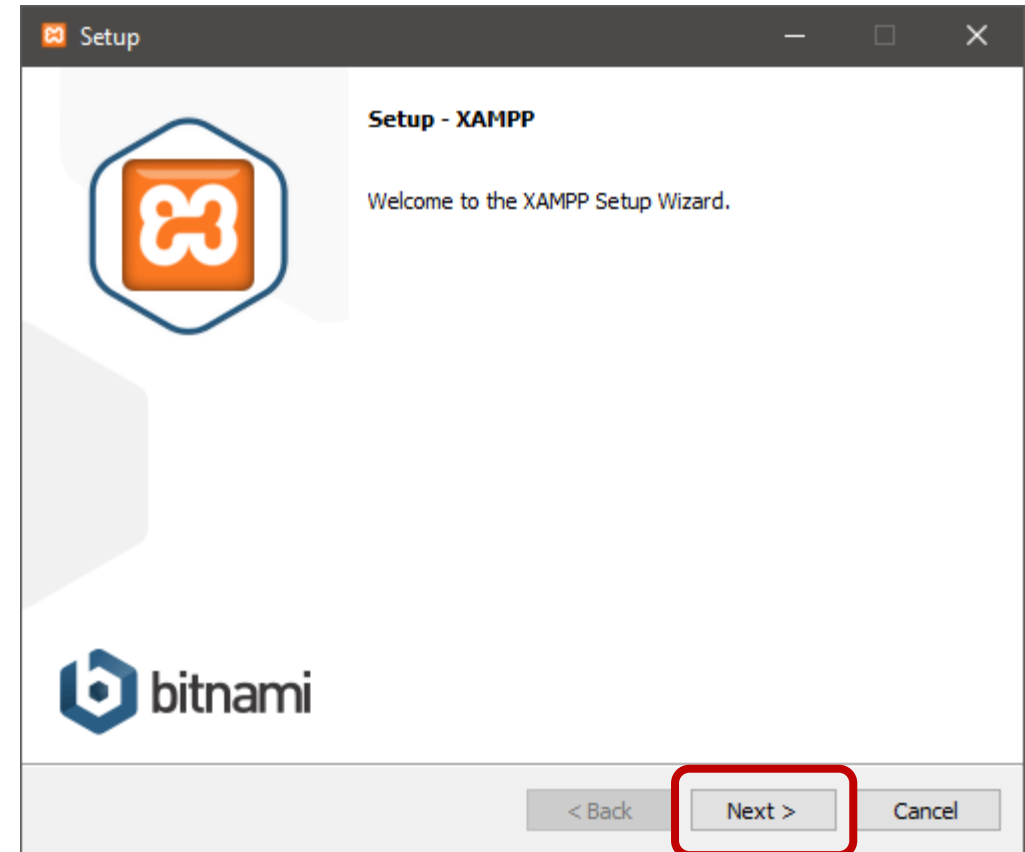 Setup
Setup - XAMPP
Welcome to the XAMPP Setup Wizard.
bitnami
< Back Next > Cancel